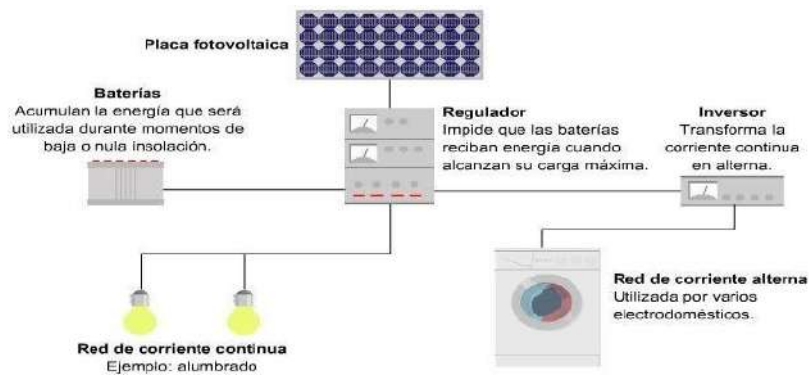 Placa fotovoltaica
Baterías
Acumulan la energía que será
utilizada durante momentos de
baja o nula insolación.
Regulador
Impide que las baterías
reciban energía cuando
alcanzan su carga máxima.
Inversor
Transforma la
corriente continua
en alterna.
Red de corriente alterna
Utilizada por varios
electrodomésticos.
Red de corriente continua
Ejemplo: alumbrado